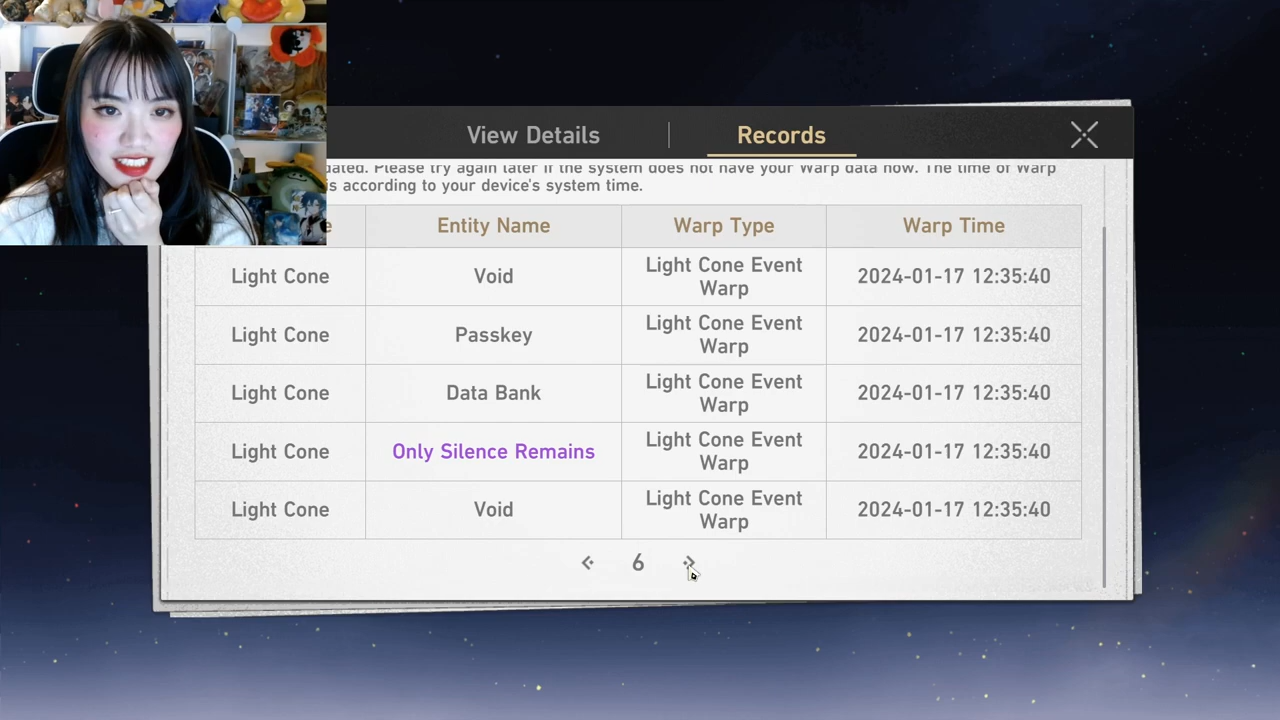 View Details
Records
dated. Please try again later if the system does not have your Warp data now. The time of Warp
is according to your device's system time.
Entity Name
Warp Type
Warp Time
Light Cone
Void
Light Cone Event
Warp
2024-01-17 12:35:40
Light Cone
Passkey
Light Cone Event
Warp
2024-01-17 12:35:40
Light Cone
Data Bank
Light Cone Event
Warp
2024-01-17 12:35:40
Light Cone
Only Silence Remains
Light Cone Event
Warp
2024-01-17 12:35:40
Light Cone
Void
Light Cone Event
Warp
2024-01-17 12:35:40
6